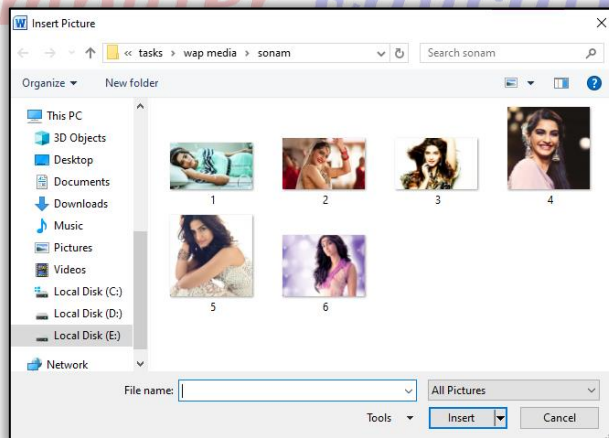 Insert Picture
« tasks › wap media › sonam
Search sonam
Organize
New folder
This PC
3D Objects
Desktop
Documents
Downloads
Music
Pictures
Videos
Local Disk (C:)
Local Disk (D:)
Local Disk (E:)
Network
1
2
3
4
5
6
File name:
All Pictures
Tools
Insert
Cancel